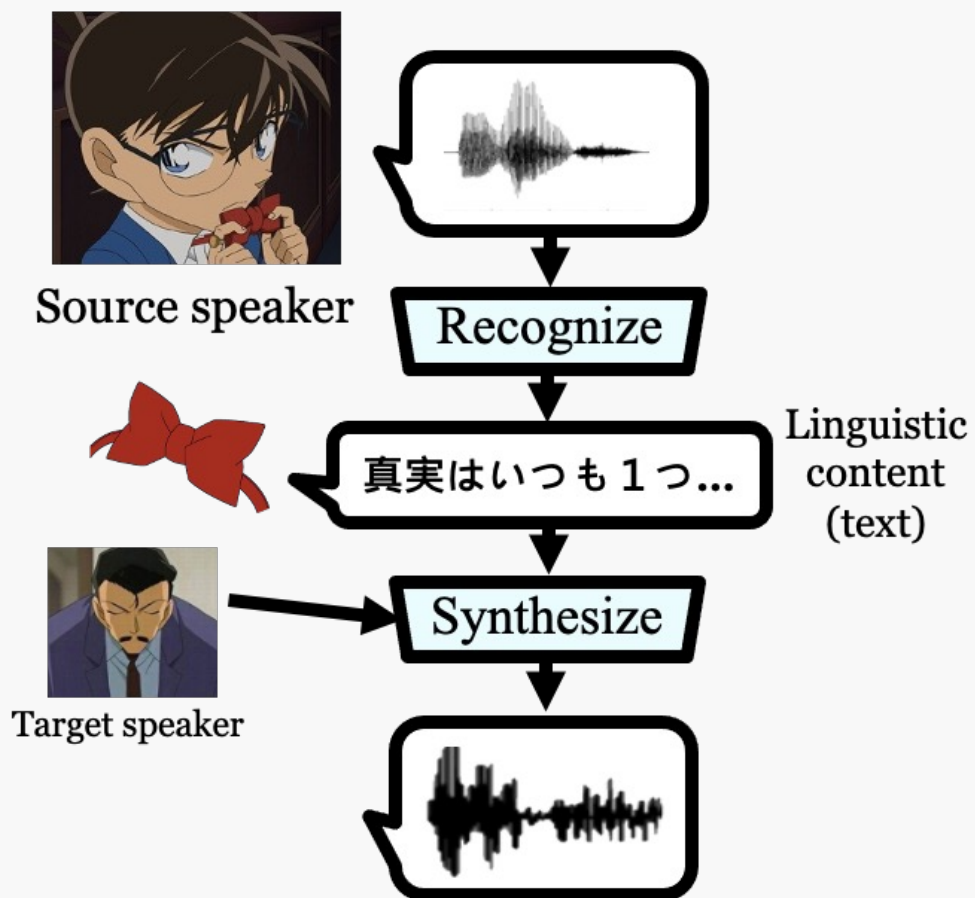 Source speaker
Recognize
真実はいつも１つ...
Linguistic
content
(text)
Synthesize
Target speaker